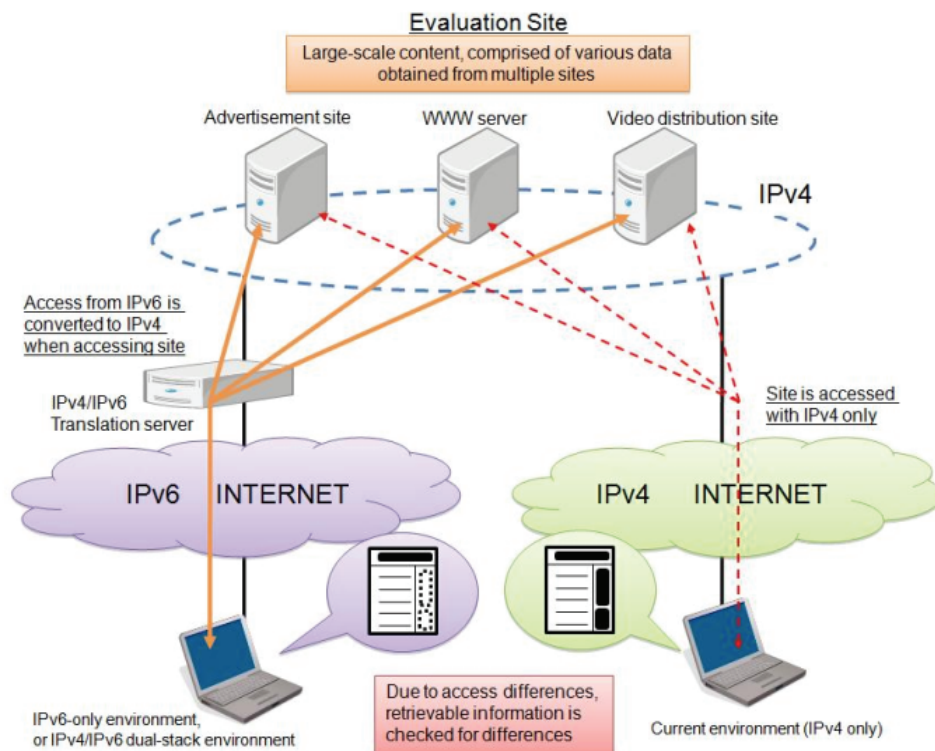 Evaluation Site
Large-scale content, comprised of various data
obtained from multiple sites
Advertisement site
WWW server
Video distribution site
IPv4
Access from IPv6 is
converted to IPv4
when accessing site
IPv4/IPv6
Translation server
Site is accessed
with IPv4 only
IPv6 INTERNET
IPv4 INTERNET
Due to access differences,
retrievable information is
checked for differences
IPv6-only environment,
or IPv4/IPv6 dual-stack environment
Current environment (IPv4 only)